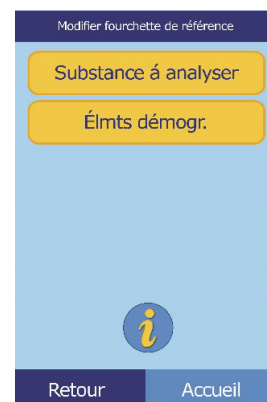 Modifier fourchette de référence
Substance á analyser
Élmts démogr.
i
Retour
Accueil